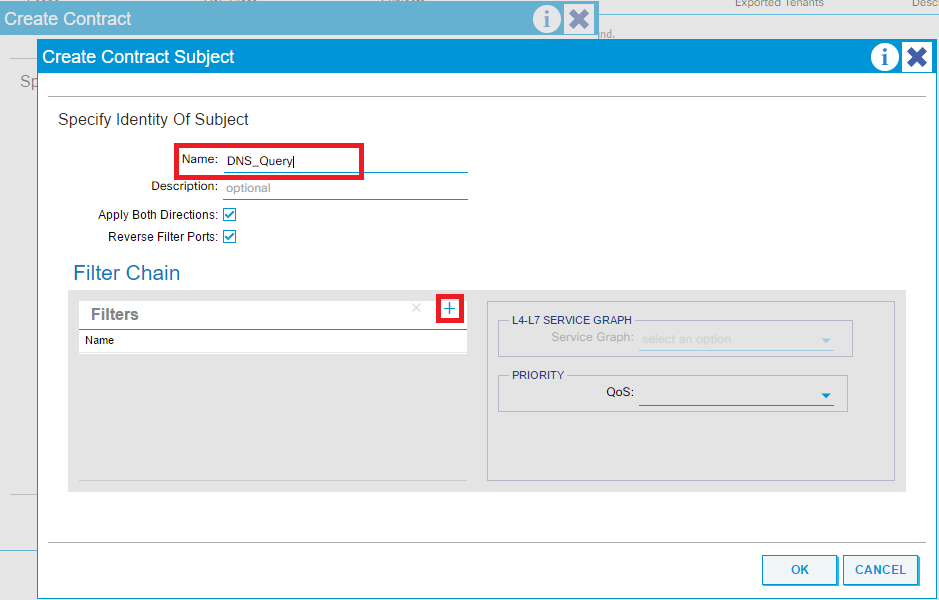 Exported Tenants
Create Contract
i
nd.
Create Contract Subject
i
Sp
Specify Identity Of Subject
Name: DNS_Query
Description: optional
Apply Both Directions:
Reverse Filter Ports:
Filter Chain
Filters
Name
L4-L7 SERVICE GRAPH
Service Graph: select an option
PRIORITY
QoS:
OK
CANCEL